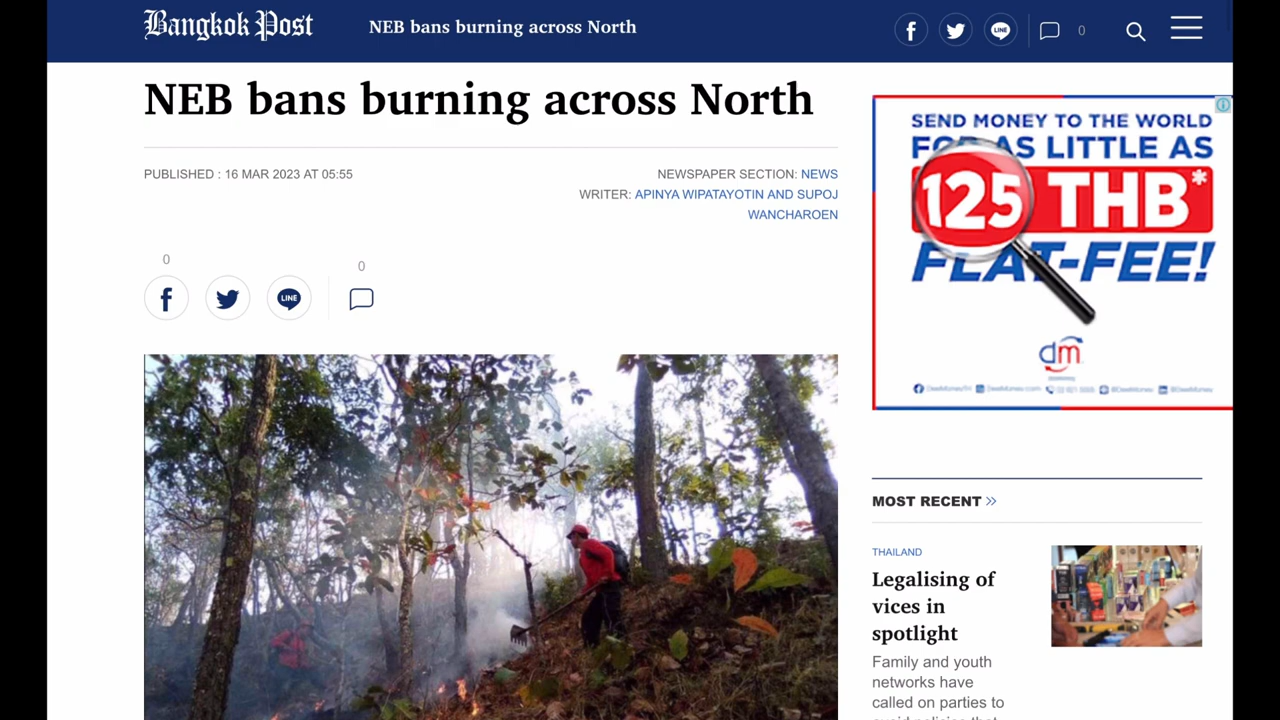 Bangkok Post
NEB bans burning across North
0
NEB bans burning across North
PUBLISHED : 16 MAR 2023 AT 05:55
NEWSPAPER SECTION: NEWS
WRITER: APINYA WIPATAYOTIN AND SUPOJ
WANCHAROEN
0
0
LINE
LINE
SEND MONEY TO THE WORLD
FOR AS LITTLE AS
125 THB*
FLAT-FEE!
dm
MOST RECENT »
THAILAND
Legalising of
vices in
spotlight
Family and youth
networks have
called on parties to